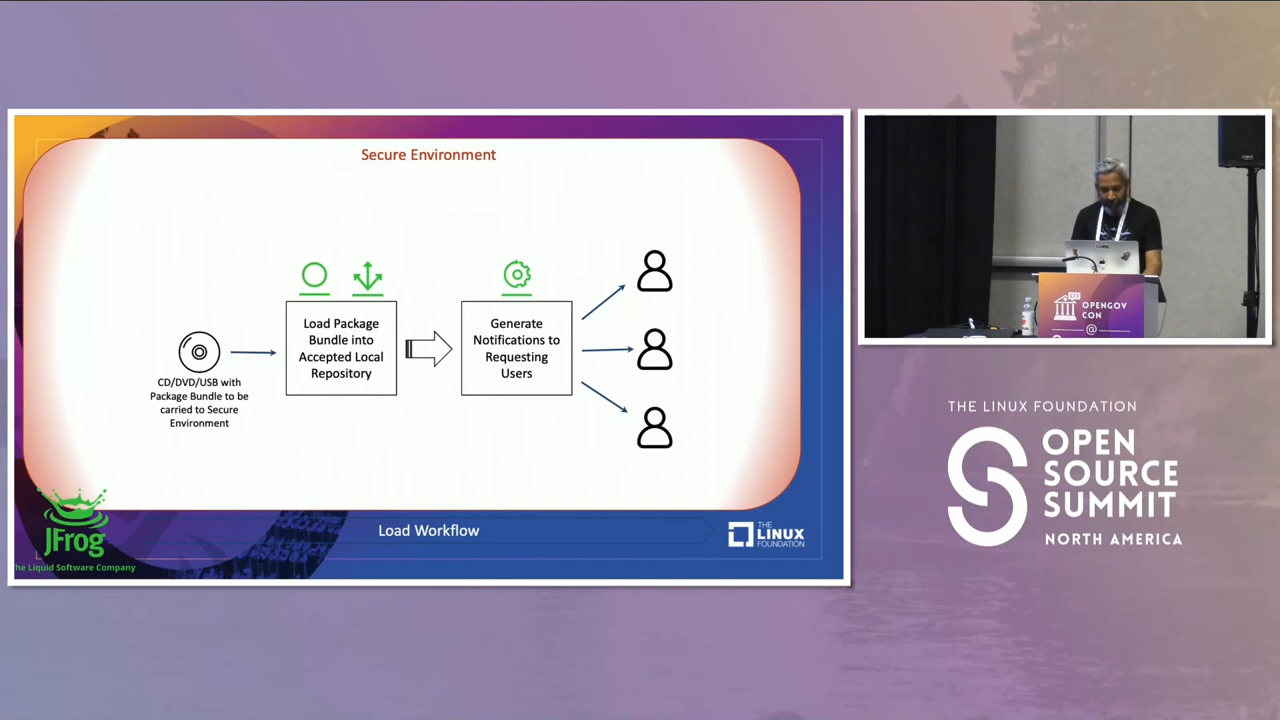 Secure Environment
CD/DVD/USB with
Package Bundle to be
carried to Secure
Environment
Load Package
Bundle into
Accepted Local
Repository
Generate
Notifications to
Requesting
Users
Load Workflow
JFrog
he Liquid Software Company
THE
LINUX
FOUNDATION
OPENGOV
CON
@
THE LINUX FOUNDATION
OPEN
SOURCE
SUMMIT
NORTH AMERICA